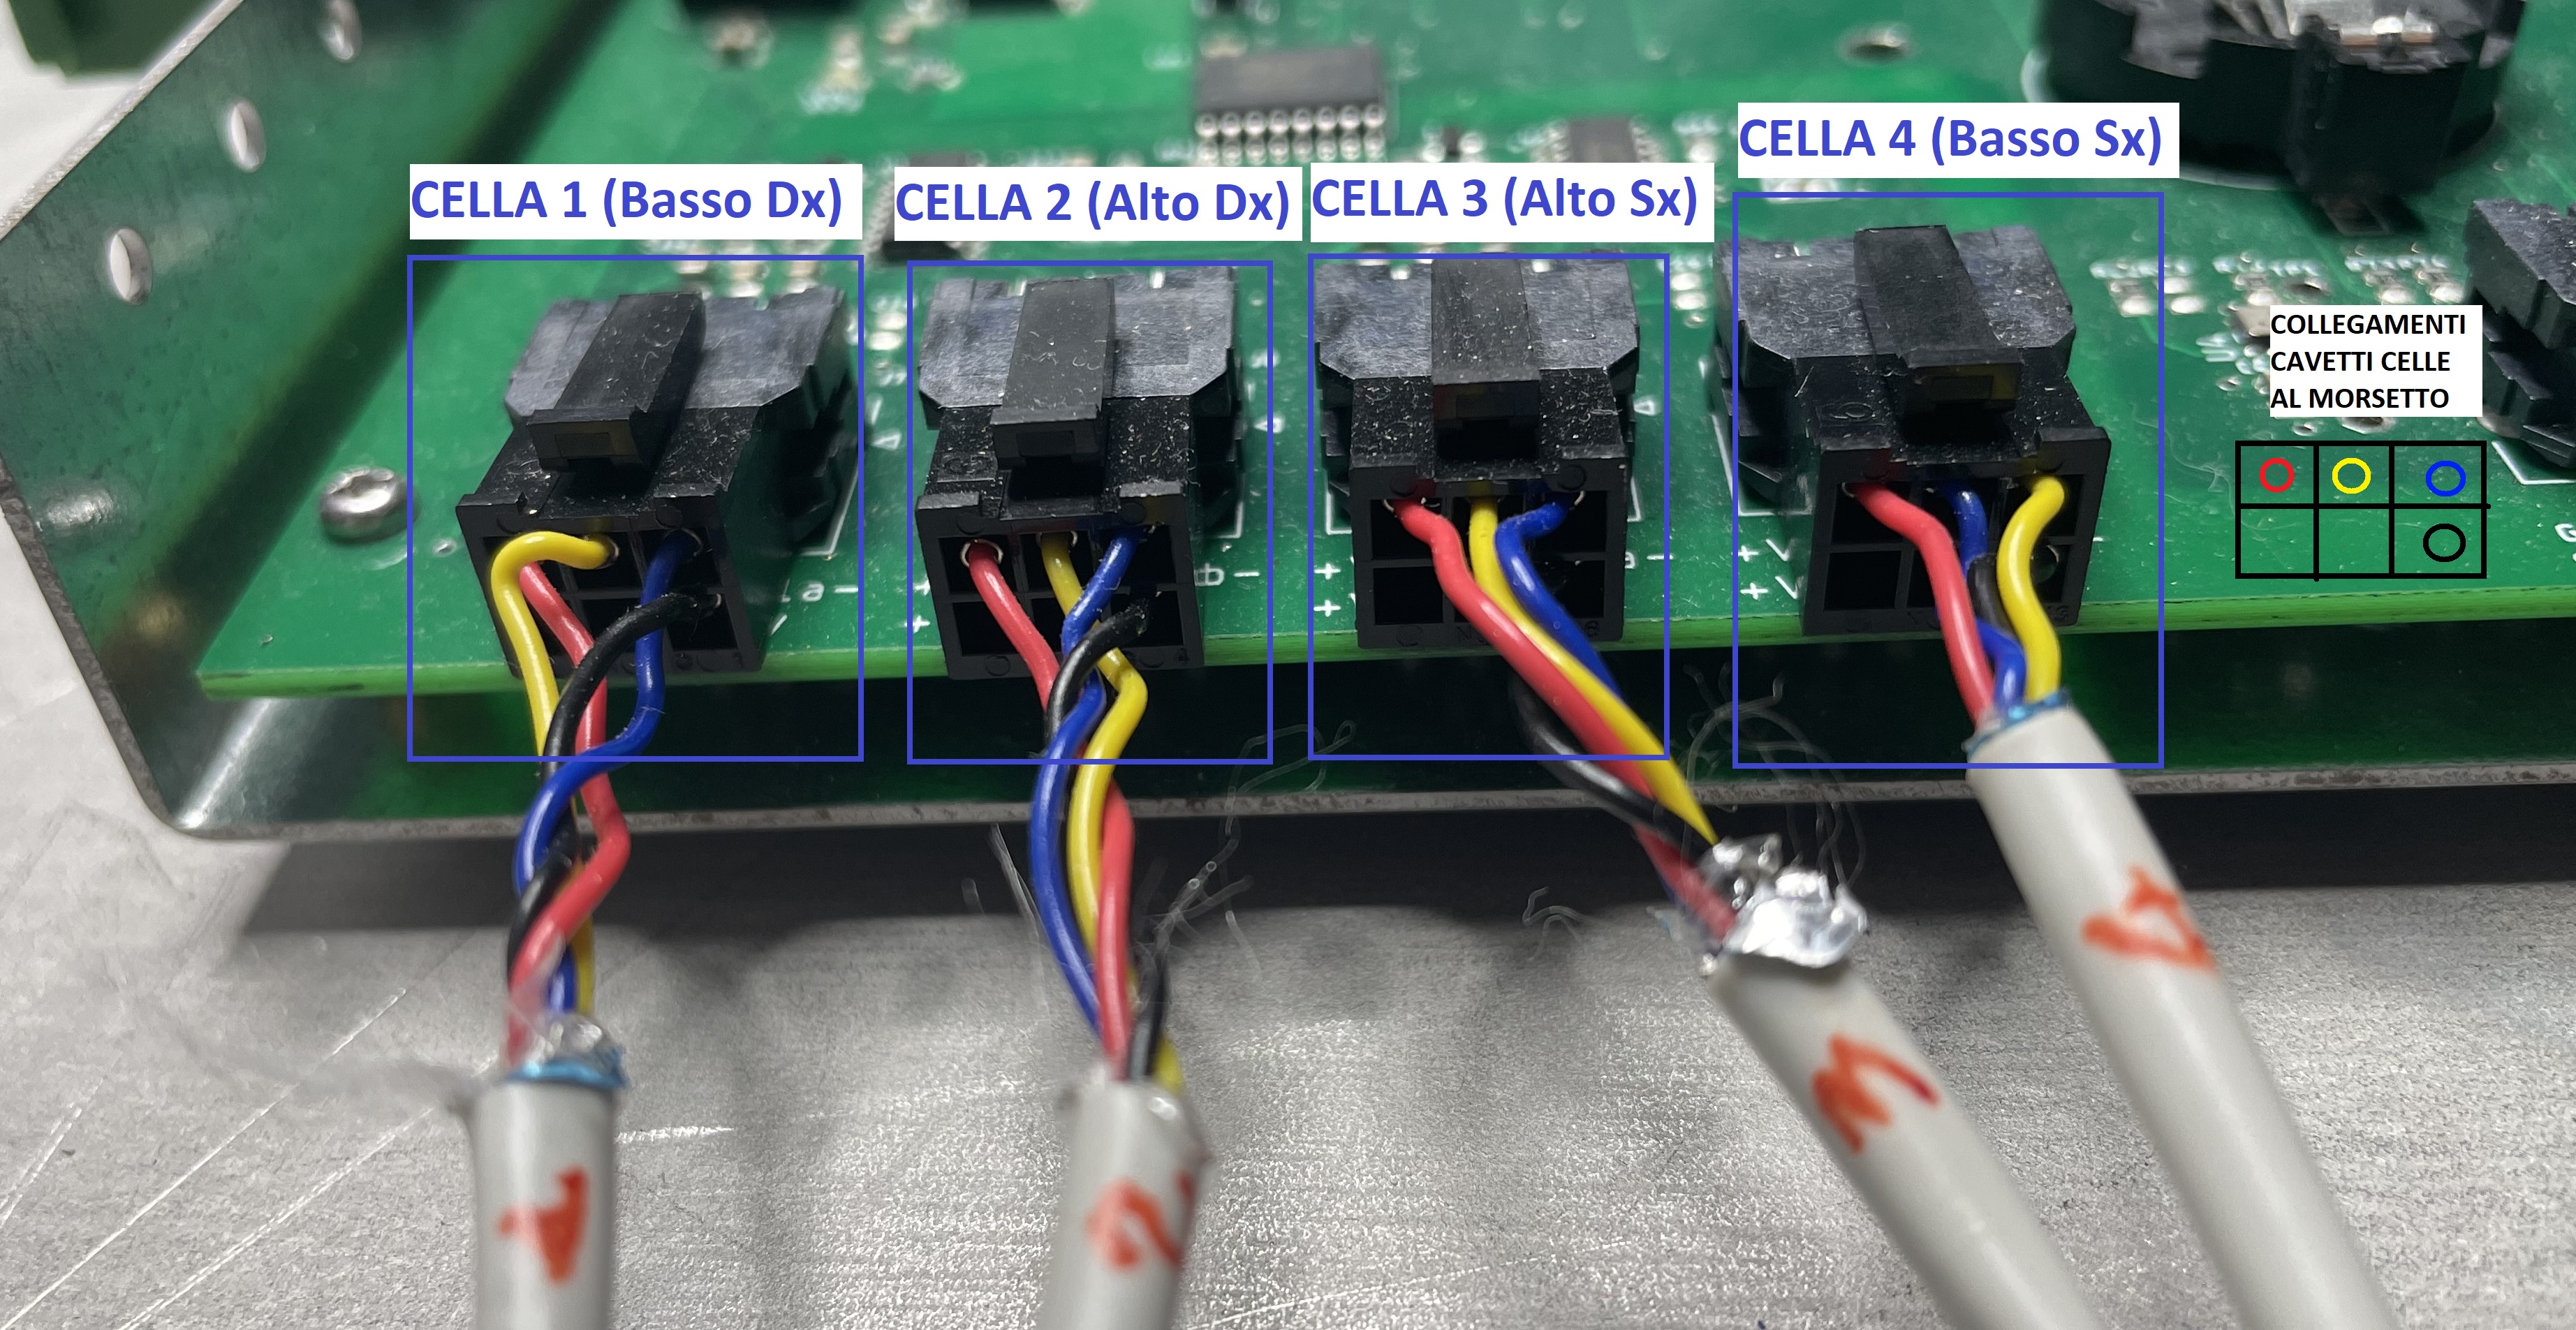 CELLA 1 (Basso Dx)
CELLA 2 (Alto Dx)
CELLA 3 (Alto Sx)
CELLA 4 (Basso Sx)
COLLEGAMENTI
CAVETTI CELLE
AL MORSETTO
a-
b-
+V
+V
1
2
3
4